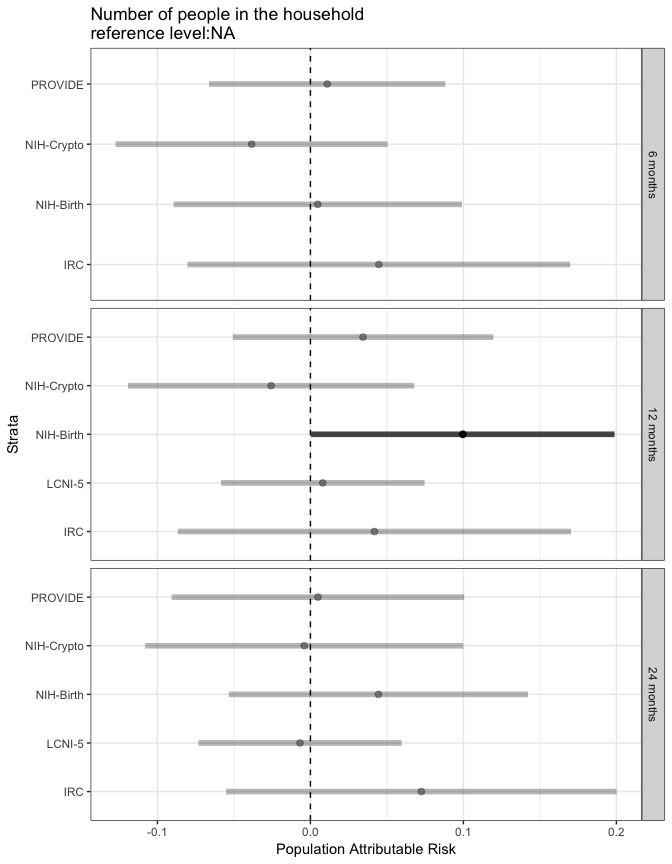 Number of people in the household
reference level:NA
PROVIDE
NIH-Crypto
NIH-Birth
IRC
6 months
PROVIDE
NIH-Crypto
NIH-Birth
LCNI-5
IRC
12 months
PROVIDE
NIH-Crypto
NIH-Birth
LCNI-5
IRC
24 months
Strata
-0.1 0.0 0.1 0.2
Population Attributable Risk